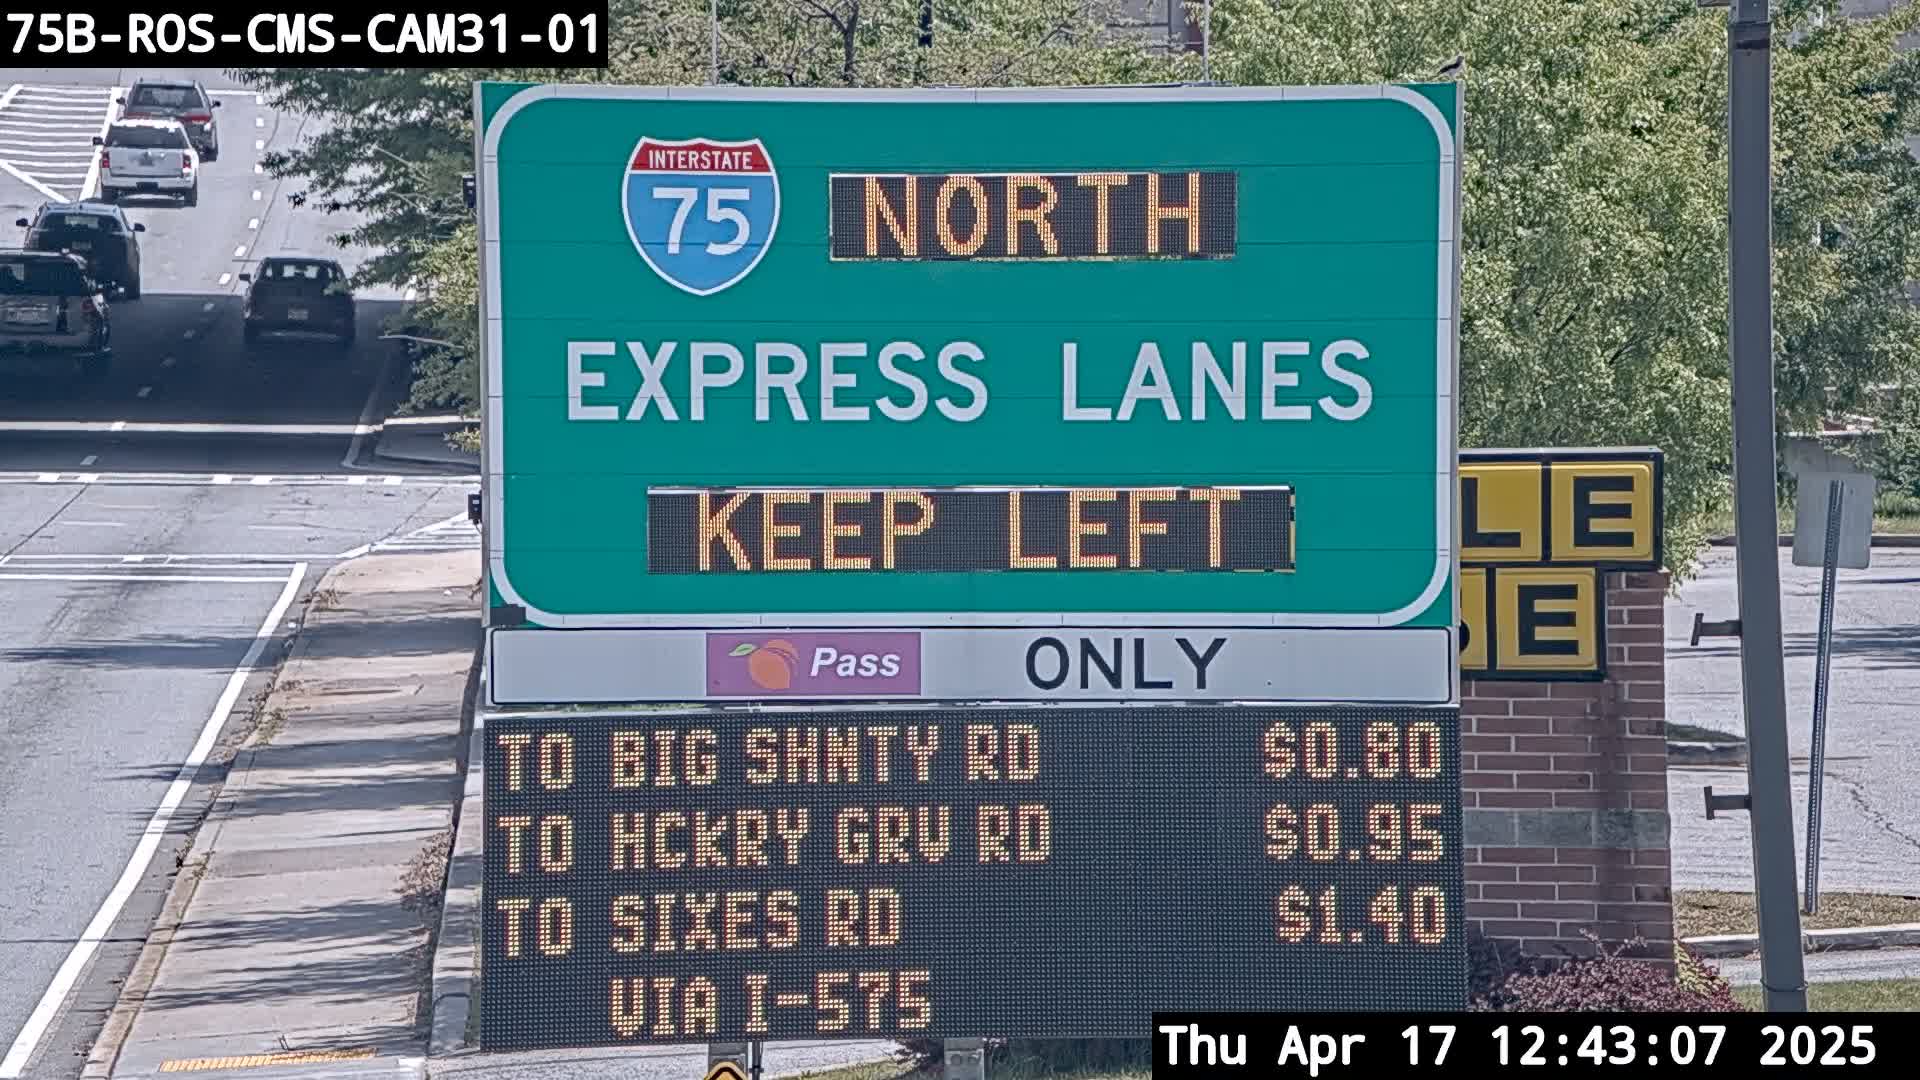 75B-ROS-CMS-CAM31-01
INTERSTATE
75
NORTH
EXPRESS LANES
KEEP LEFT
LE
E
Pass ONLY
TO BIG SHNTY RD $0.80
TO HCKRY GRV RD $0.95
TO SIXES RD $1.40
VIA I-575
Thu Apr 17 12:43:07 2025